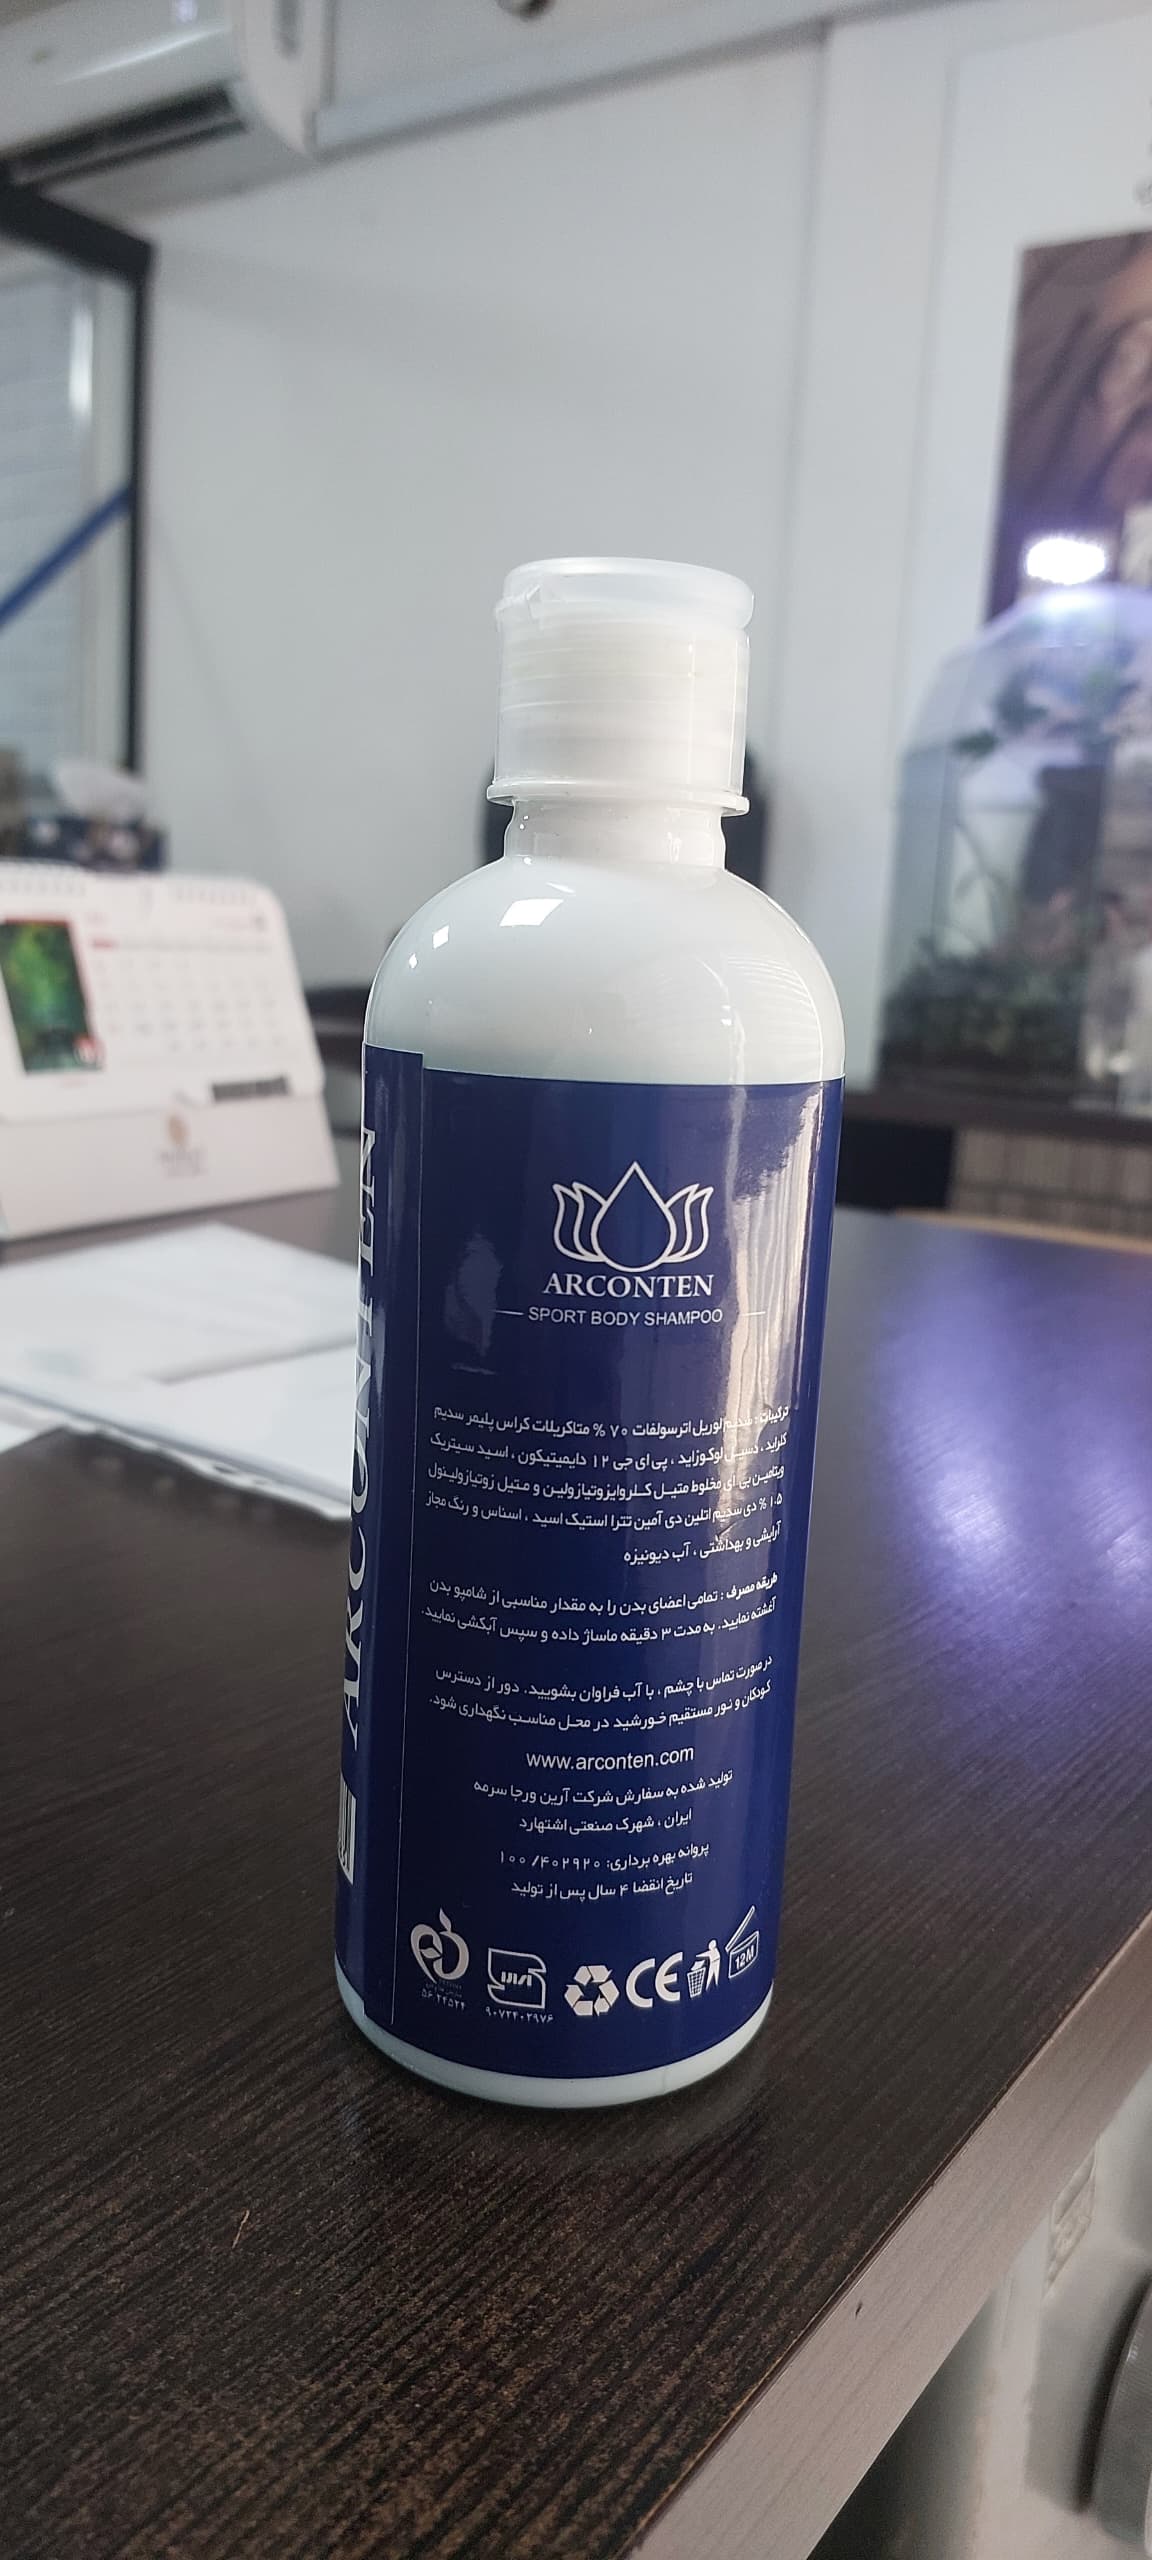 ARCONTEN
ARCONTEN
SPORT BODY SHAMPOO
ترکیبات : سدیم لوریل اترسولفات ۷۰ % متاکریلات کراس پلیمر سدیم
کلراید ، دسیل لوکوزاید ، پی ای جی ۱۲ دایمیتیکون ، اسید سیتریک
ویتامین بی ای مخلوط متیل کلروایزوتیازولین و متیل زوتیازولینول
۱.۵ % دی سدیم اتلین دی آمین تترا استیک اسید ، اسناس و رنگ مجاز
آرایشی و بهداشتی ، آب دیونیزه
طریقه مصرف : تمامی اعضای بدن را به مقدار مناسبی از شامپو بدن
آغشته نمایید. به مدت ۳ دقیقه ماساژ داده و سپس آبکشی نمایید.
در صورت تماس با چشم ، با آب فراوان بشویید. دور از دسترس
کودکان و نور مستقیم خورشید در محل مناسب نگهداری شود.
www.arconten.com
تولید شده به سفارش شرکت آرین ورجا سرمه
ایران ، شهرک صنعتی اشتهارد
پروانه بهره برداری: ۱۰۰/۴۰۲۹۲۰
تاریخ انقضا ۴ سال پس از تولید
12M
CE
۹۰۷۲۴۰۲۹۷۶
۵۶۲۴۵۲۴